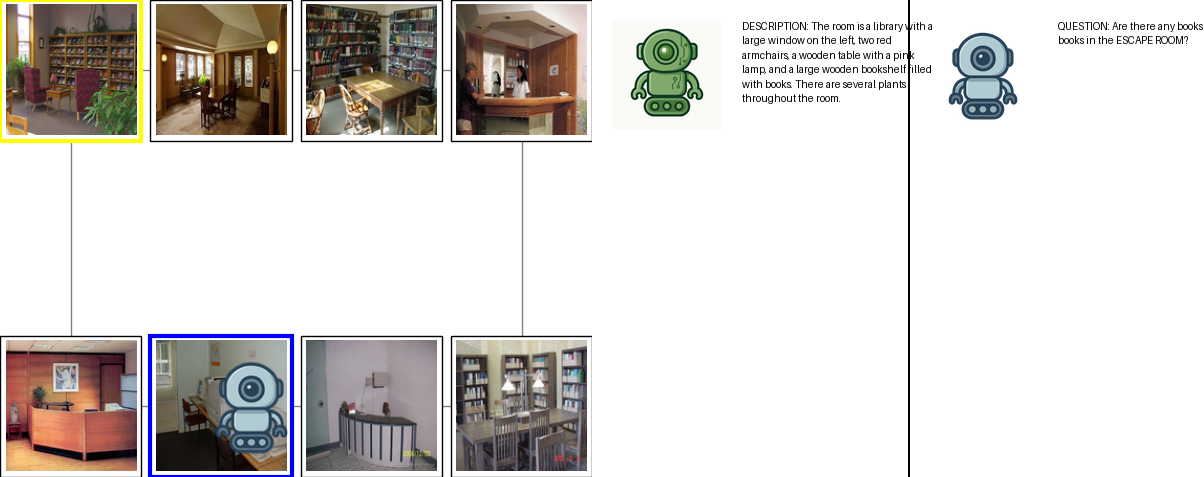 DESCRIPTION: The room is a library with a
large window on the left, two red
armchairs, a wooden table with a pink
lamp, and a large wooden bookshelf filled
with books. There are several plants
throughout the room.
QUESTION: Are there any books
books in the ESCAPE ROOM?